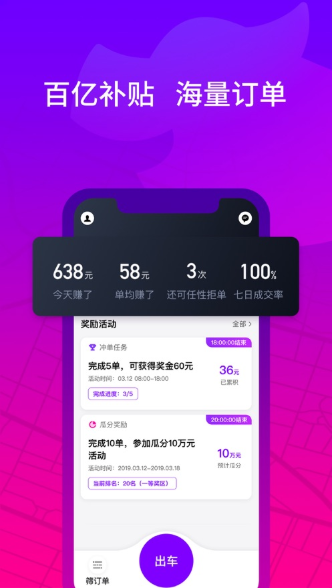 百亿补贴 海量订单
638元 58元 3次 100%
今天赚了 单均赚了 还可任性拒单 七日成交率
奖励活动 全部
冲单任务 18:00:00结束
完成5单，可获得奖金60元 36元
活动时间：03.12 08:00-18:00 已累积
完成进度：3/5
瓜分奖励 20:00:00结束
完成10单，参加瓜分10万元 10万元
活动 预计瓜分
活动时间：2019.03.12-2019.03.18
当前排名：20名（一等奖区）
筛订单 出车